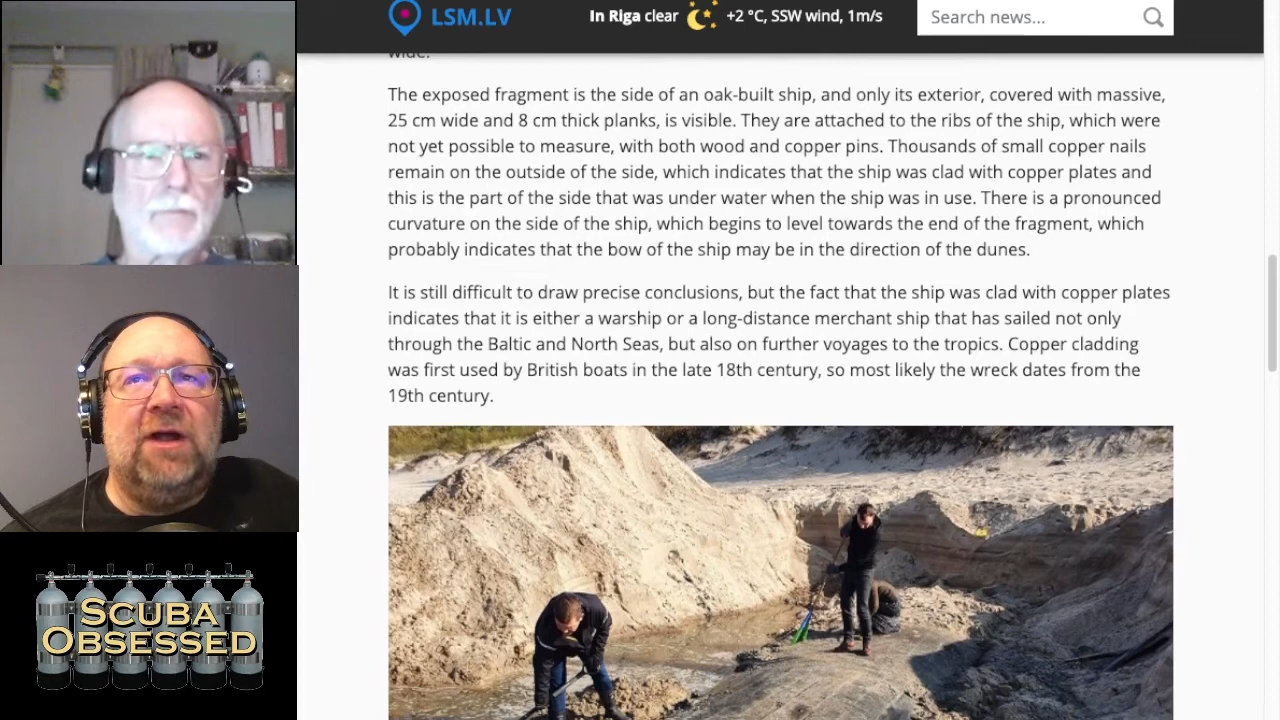 LSM.LV
In Riga clear +2 °C, SSW wind, 1m/s
Search news...
wide.
The exposed fragment is the side of an oak-built ship, and only its exterior, covered with massive,
25 cm wide and 8 cm thick planks, is visible. They are attached to the ribs of the ship, which were
not yet possible to measure, with both wood and copper pins. Thousands of small copper nails
remain on the outside of the side, which indicates that the ship was clad with copper plates and
this is the part of the side that was under water when the ship was in use. There is a pronounced
curvature on the side of the ship, which begins to level towards the end of the fragment, which
probably indicates that the bow of the ship may be in the direction of the dunes.
It is still difficult to draw precise conclusions, but the fact that the ship was clad with copper plates
indicates that it is either a warship or a long-distance merchant ship that has sailed not only
through the Baltic and North Seas, but also on further voyages to the tropics. Copper cladding
was first used by British boats in the late 18th century, so most likely the wreck dates from the
19th century.
SCUBA
OBSESSED